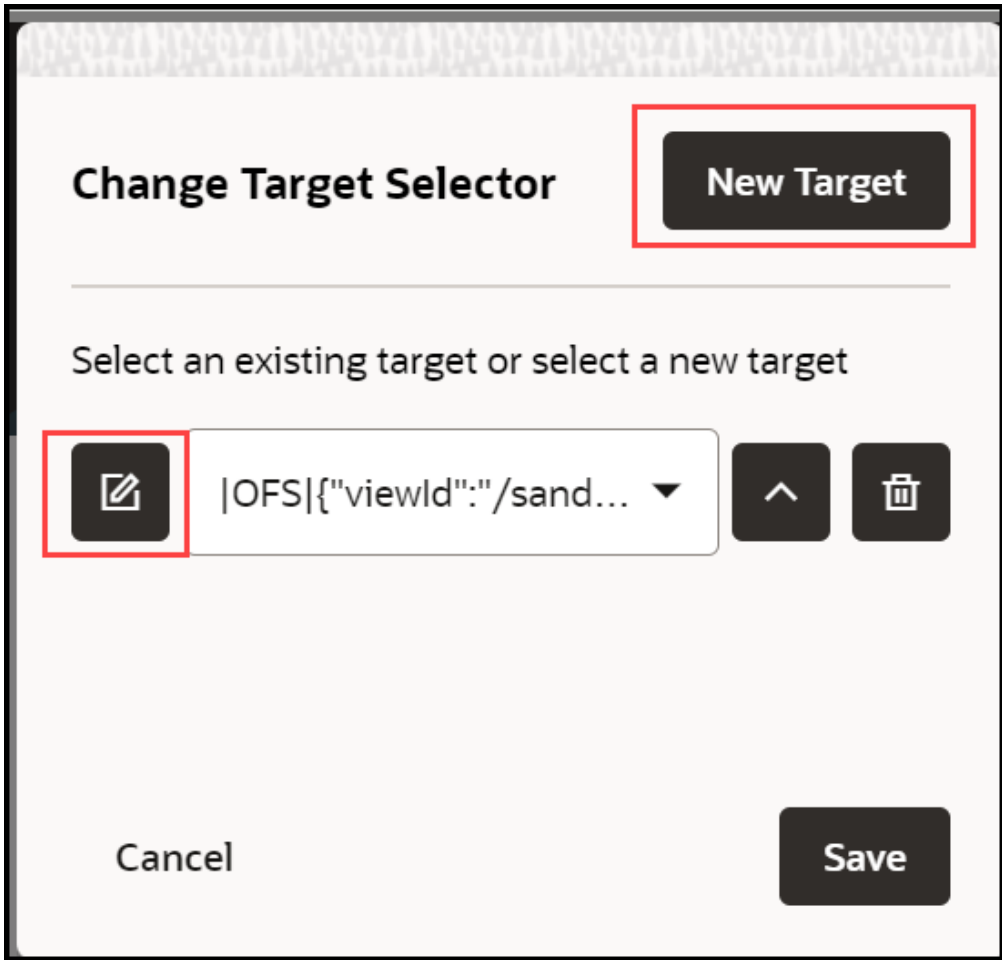 Change Target Selector
New Target
Select an existing target or select a new target
|OFS|{"viewId":"/sand...
Cancel
Save